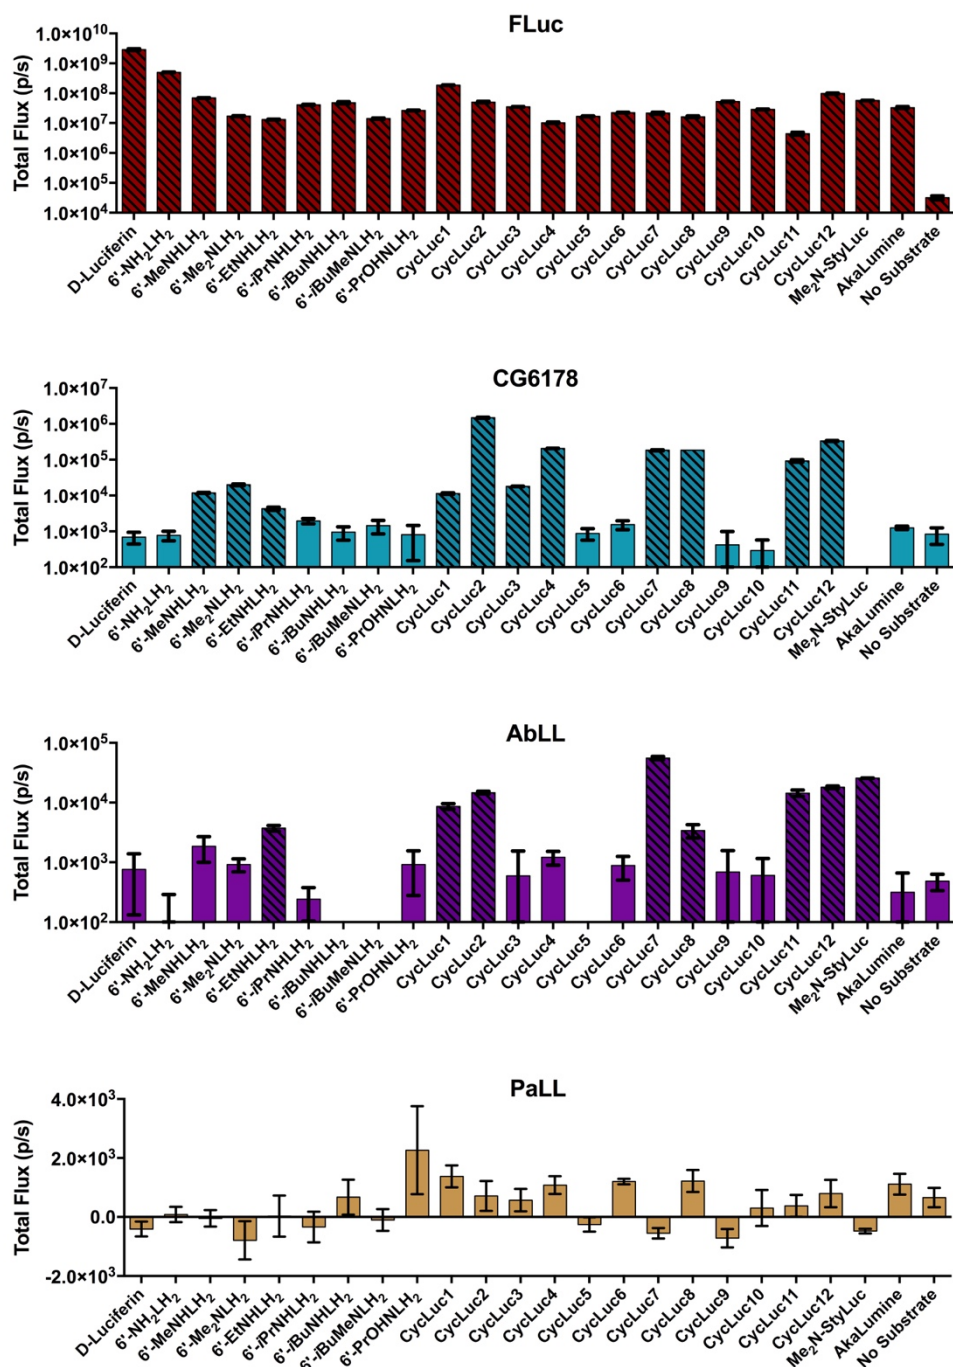 FLuc
Total Flux (p/s)
1.0×10¹⁰
1.0×10⁹
1.0×10⁸
1.0×10⁷
1.0×10⁶
1.0×10⁵
1.0×10⁴
D-Luciferin
6'-NH₂LH₂
6'-MeNHLH₂
6'-Me₂NLH₂
6'-EtNHLH₂
6'-iPrNHLH₂
6'-iBuNHLH₂
6'-iBuMeNLH₂
6'-PrOHNLH₂
CycLuc1
CycLuc2
CycLuc3
CycLuc4
CycLuc5
CycLuc6
CycLuc7
CycLuc8
CycLuc9
CycLuc10
CycLuc11
CycLuc12
Me₂N-StyLuc
AkaLumine
No Substrate
CG6178
Total Flux (p/s)
1.0×10⁷
1.0×10⁶
1.0×10⁵
1.0×10⁴
1.0×10³
1.0×10²
D-Luciferin
6'-NH₂LH₂
6'-MeNHLH₂
6'-Me₂NLH₂
6'-EtNHLH₂
6'-iPrNHLH₂
6'-iBuNHLH₂
6'-iBuMeNLH₂
6'-PrOHNLH₂
CycLuc1
CycLuc2
CycLuc3
CycLuc4
CycLuc5
CycLuc6
CycLuc7
CycLuc8
CycLuc9
CycLuc10
CycLuc11
CycLuc12
Me₂N-StyLuc
AkaLumine
No Substrate
AbLL
Total Flux (p/s)
1.0×10⁵
1.0×10⁴
1.0×10³
1.0×10²
D-Luciferin
6'-NH₂LH₂
6'-MeNHLH₂
6'-Me₂NLH₂
6'-EtNHLH₂
6'-iPrNHLH₂
6'-iBuNHLH₂
6'-iBuMeNLH₂
6'-PrOHNLH₂
CycLuc1
CycLuc2
CycLuc3
CycLuc4
CycLuc5
CycLuc6
CycLuc7
CycLuc8
CycLuc9
CycLuc10
CycLuc11
CycLuc12
Me₂N-StyLuc
AkaLumine
No Substrate
PaLL
Total Flux (p/s)
4.0×10³
2.0×10³
0.0
-2.0×10³
D-Luciferin
6'-NH₂LH₂
6'-MeNHLH₂
6'-Me₂NLH₂
6'-EtNHLH₂
6'-iPrNHLH₂
6'-iBuNHLH₂
6'-iBuMeNLH₂
6'-PrOHNLH₂
CycLuc1
CycLuc2
CycLuc3
CycLuc4
CycLuc5
CycLuc6
CycLuc7
CycLuc8
CycLuc9
CycLuc10
CycLuc11
CycLuc12
Me₂N-StyLuc
AkaLumine
No Substrate